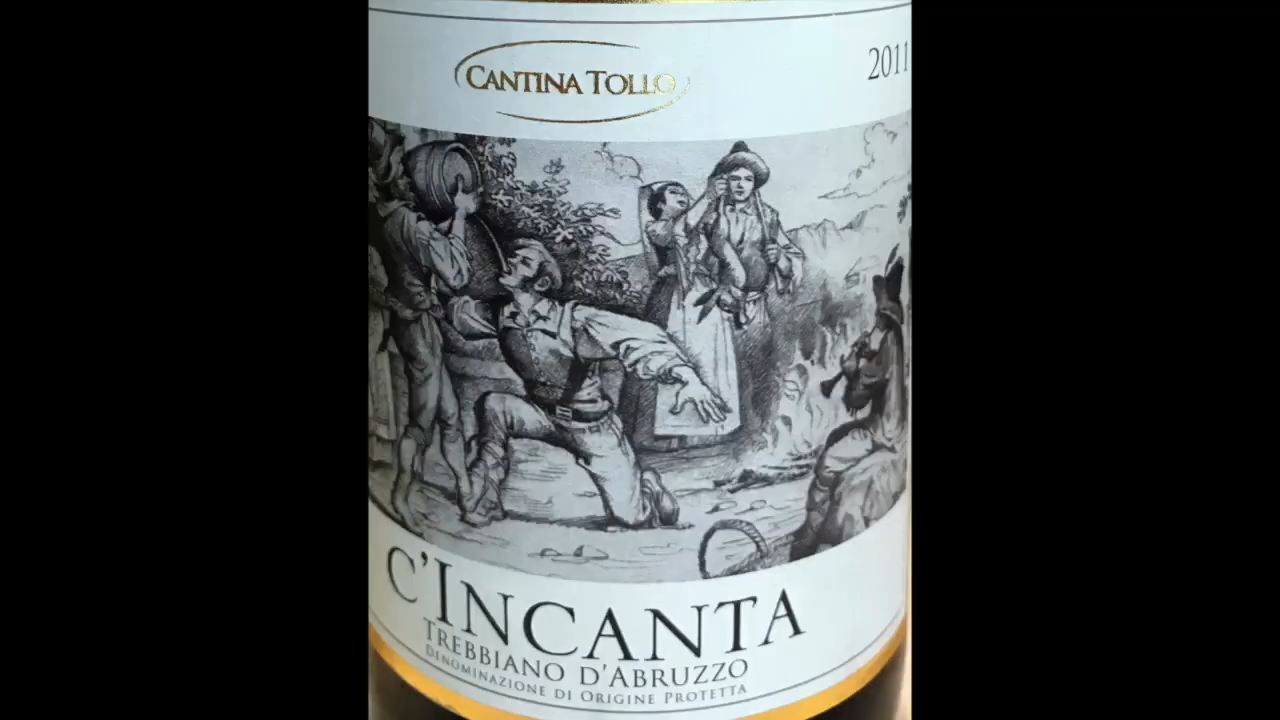 CANTINA TOLLO
2011
C'INCANTA
TREBBIANO D'ABRUZZO
DENOMINAZIONE DI ORIGINE PROTETTA